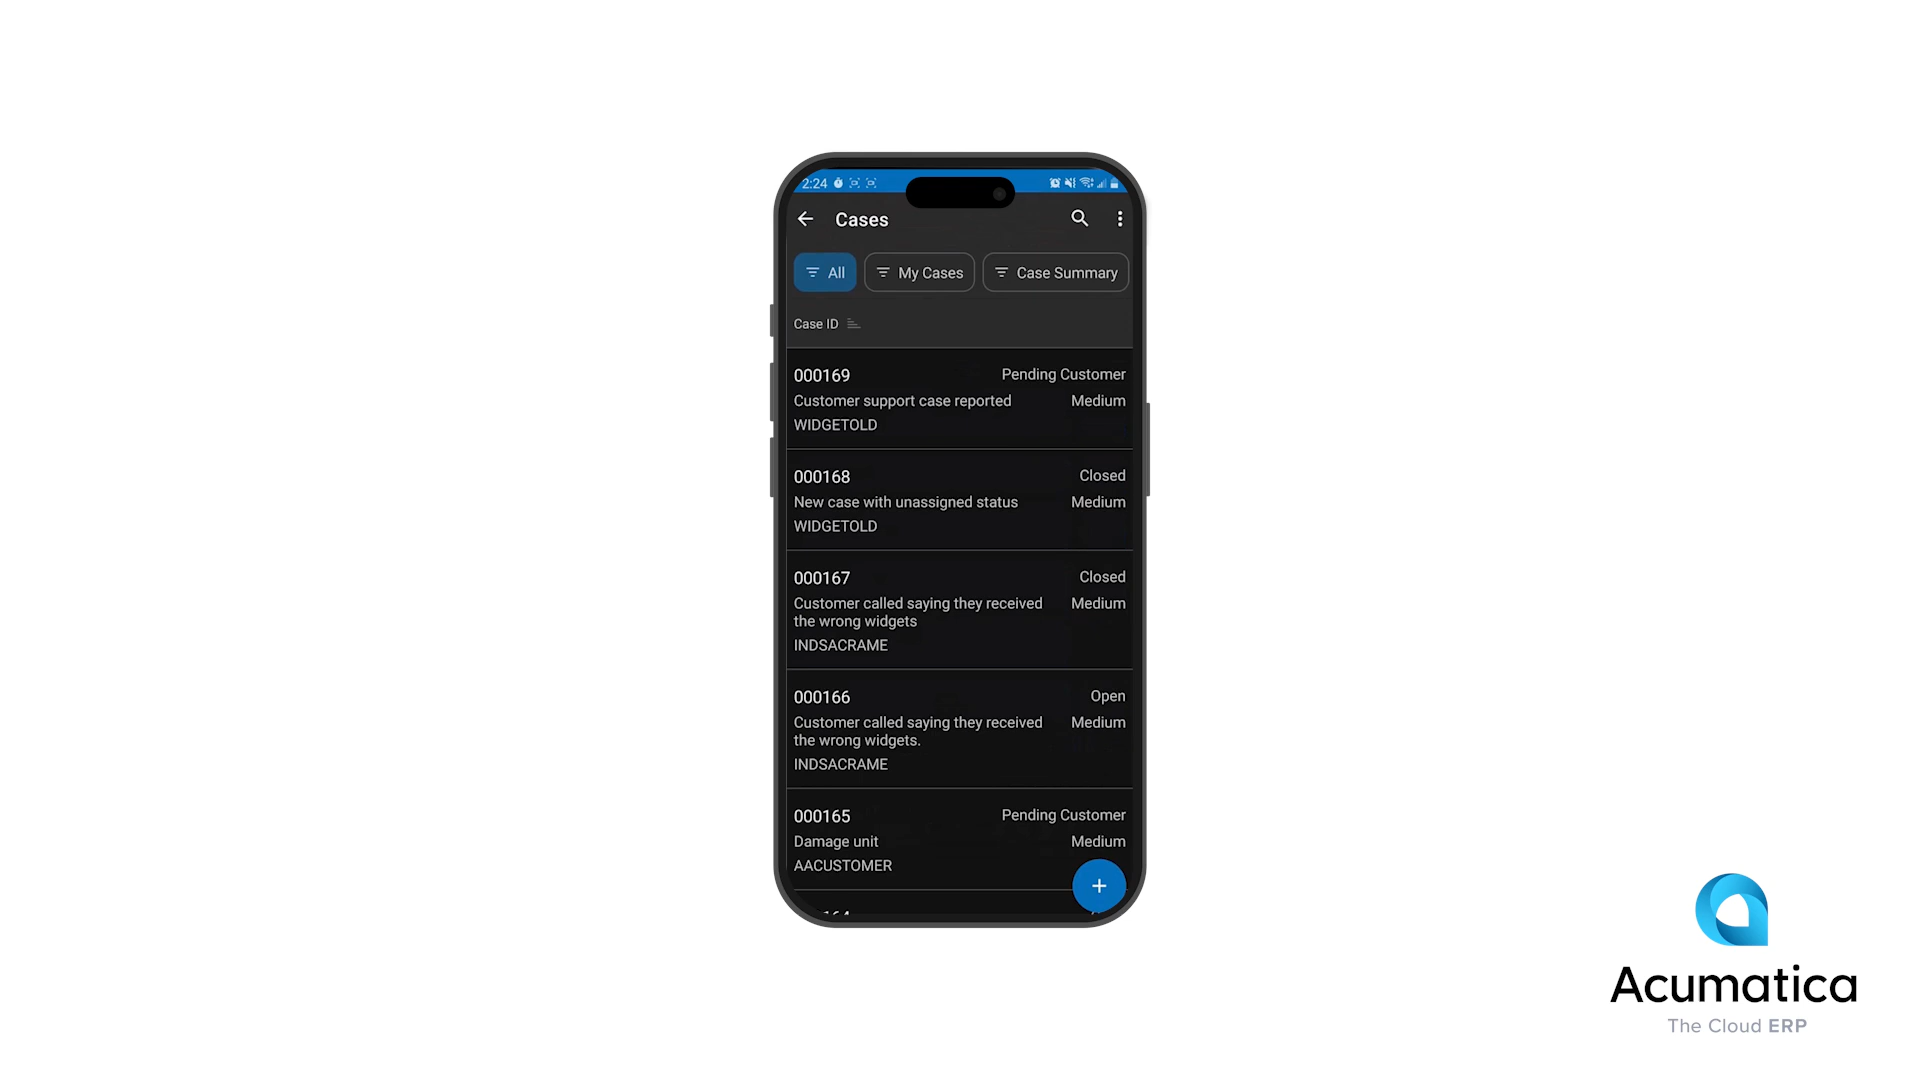 2:24
Cases
All
My Cases
Case Summary
Case ID
000169
Pending Customer
Customer support case reported
Medium
WIDGETOLD
000168
Closed
New case with unassigned status
Medium
WIDGETOLD
000167
Closed
Customer called saying they received
the wrong widgets
Medium
INDSACRAME
000166
Open
Customer called saying they received
the wrong widgets.
Medium
INDSACRAME
000165
Pending Customer
Damage unit
Medium
AACUSTOMER
Acumatica
The Cloud ERP